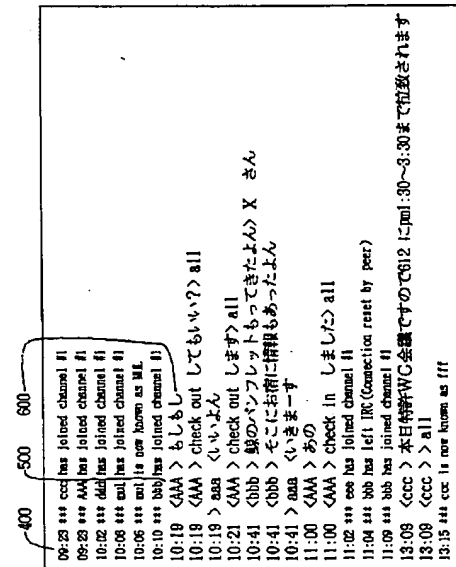 400
500
600
09:23 *** ccc has joined channel #1
09:23 *** AAA has joined channel #1
10:02 *** ddd has joined channel #1
10:06 *** mul has joined channel #1
10:06 *** mul is now known as MUL
10:10 *** bbb has joined channel #1
10:19 <AAA> もしもし
10:19 <AAA> check out してもいい?> all
10:19 > aaa <いいよん
10:21 <AAA> check out します> all
10:41 <bbb> 鯨のパンフレットもってきたよん> X さん
10:41 <bbb> そこにお宿に情報もあったよん
10:41 > aaa <いきまーす
11:00 <AAA> あの
11:00 <AAA> check in しました> all
11:02 *** eee has joined channel #1
11:04 *** bbb has left IRC (Connection reset by peer)
11:09 *** bbb has joined channel #1
13:09 <ccc> 本日特許WG会議ですので612 にpm1:30～3:30まで拉致されます
13:09 <ccc> > all
13:15 *** ccc is now known as fff